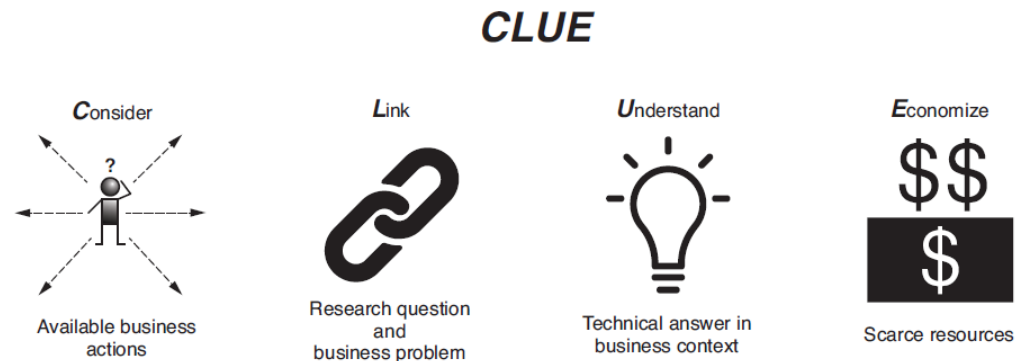 CLUE
Consider
?
Available business
actions
Link
Research question
and
business problem
Understand
Technical answer in
business context
Economize
$$
$
Scarce resources